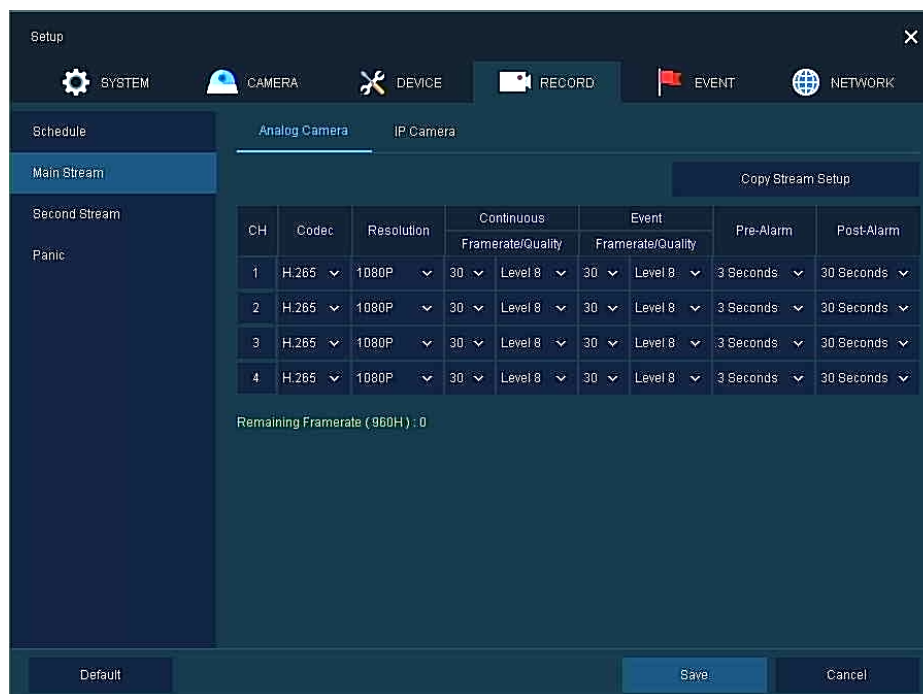 Setup
SYSTEM CAMERA DEVICE RECORD EVENT NETWORK
Schedule
Main Stream
Second Stream
Panic
Analog Camera IP Camera
Copy Stream Setup
CH Codec Resolution Continuous Event Pre-Alarm Post-Alarm
Framerate/Quality Framerate/Quality
1 H.265 1080P 30 Level 8 30 Level 8 3 Seconds 30 Seconds
2 H.265 1080P 30 Level 8 30 Level 8 3 Seconds 30 Seconds
3 H.265 1080P 30 Level 8 30 Level 8 3 Seconds 30 Seconds
4 H.265 1080P 30 Level 8 30 Level 8 3 Seconds 30 Seconds
Remaining Framerate ( 960H ) : 0
Default Save Cancel